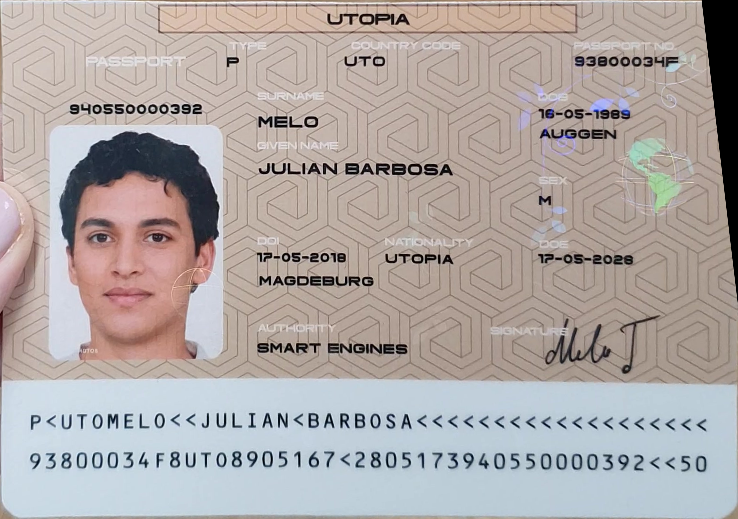 UTOPIA
PASSPORT
TYPE
P
COUNTRY CODE
UTO
PASSPORT NO.
93800034F
940550000392
SURNAME
MELO
GIVEN NAME
JULIAN BARBOSA
16-05-1989
AUGGEN
SEX
M
DOI
17-05-2018
MAGDEBURG
NATIONALITY
UTOPIA
DOE
17-05-2028
AUTHORITY
SMART ENGINES
SIGNATURE
Melo J
P<UTOMELO<<JULIAN<BARBOSA<<<<<<<<<<<<<<<<<<<
93800034F8UTO8905167<2805173940550000392<<50